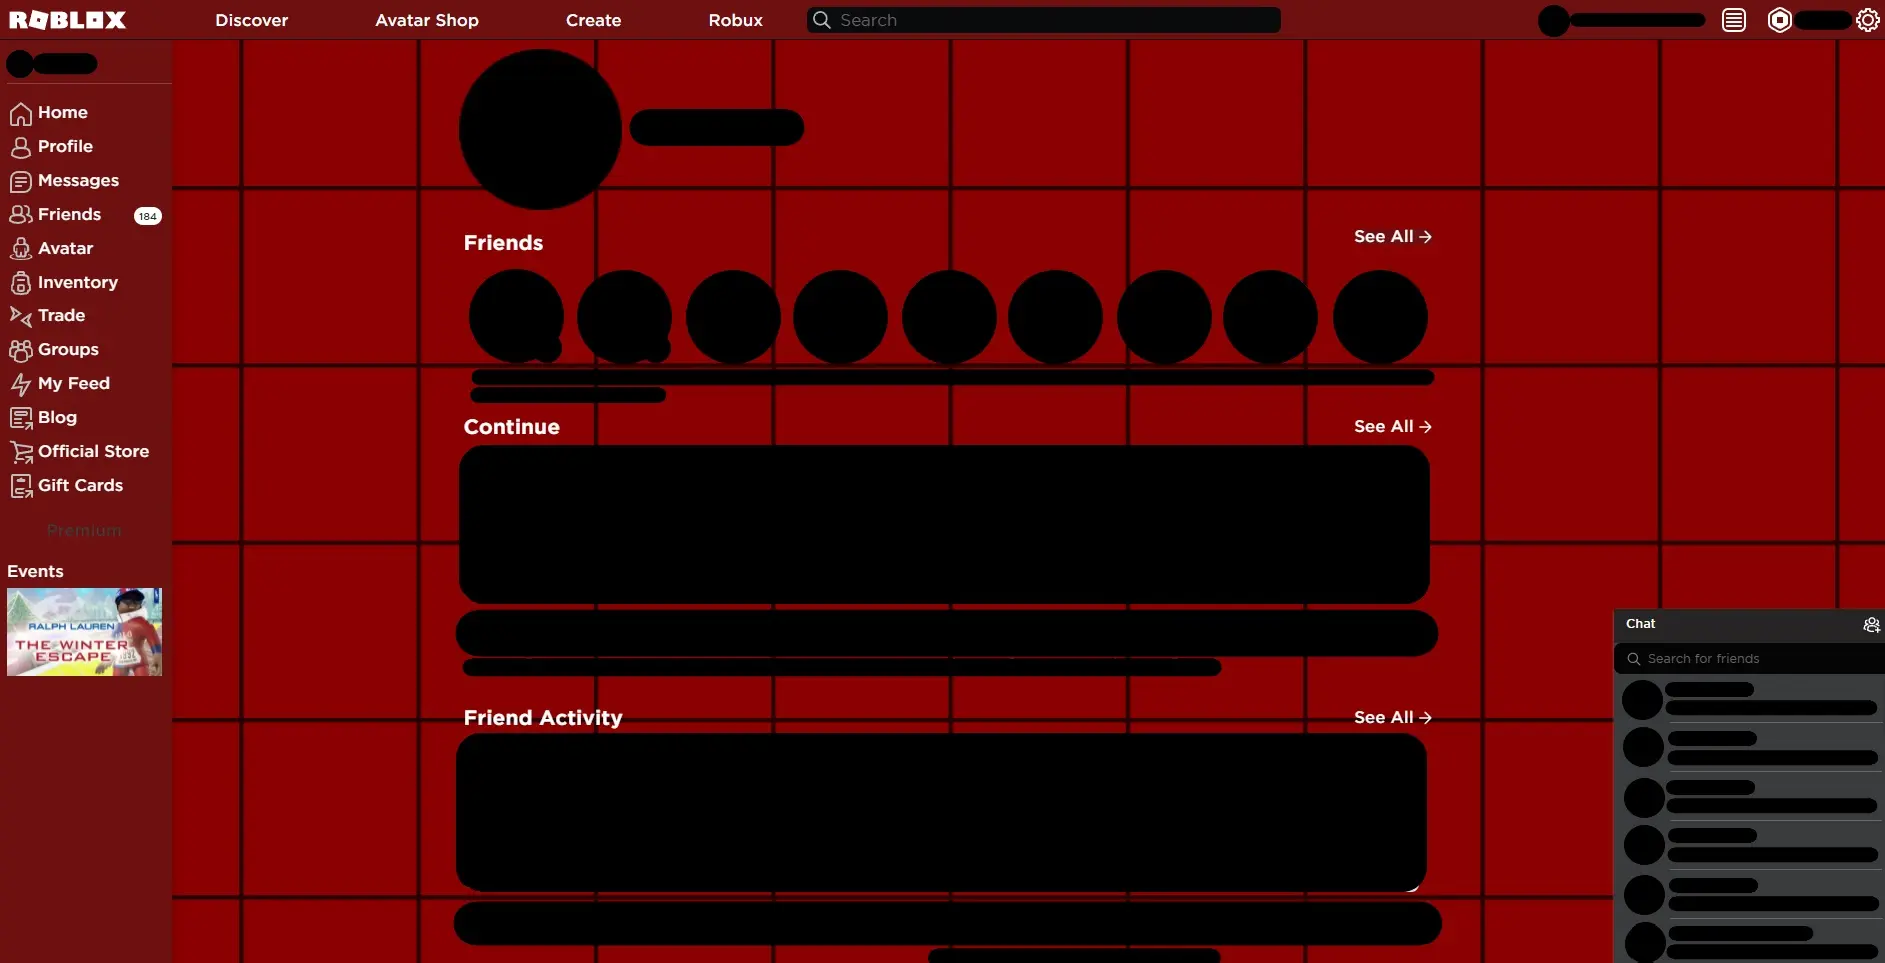 ROBLOX
Discover
Avatar Shop
Create
Robux
Search
Home
Profile
Messages
Friends
184
Avatar
Inventory
Trade
Groups
My Feed
Blog
Official Store
Gift Cards
Premium
Events
RALPH LAUREN
THE WINTER
ESCAPE
Friends
See All
Continue
See All
Friend Activity
See All
Chat
Search for friends